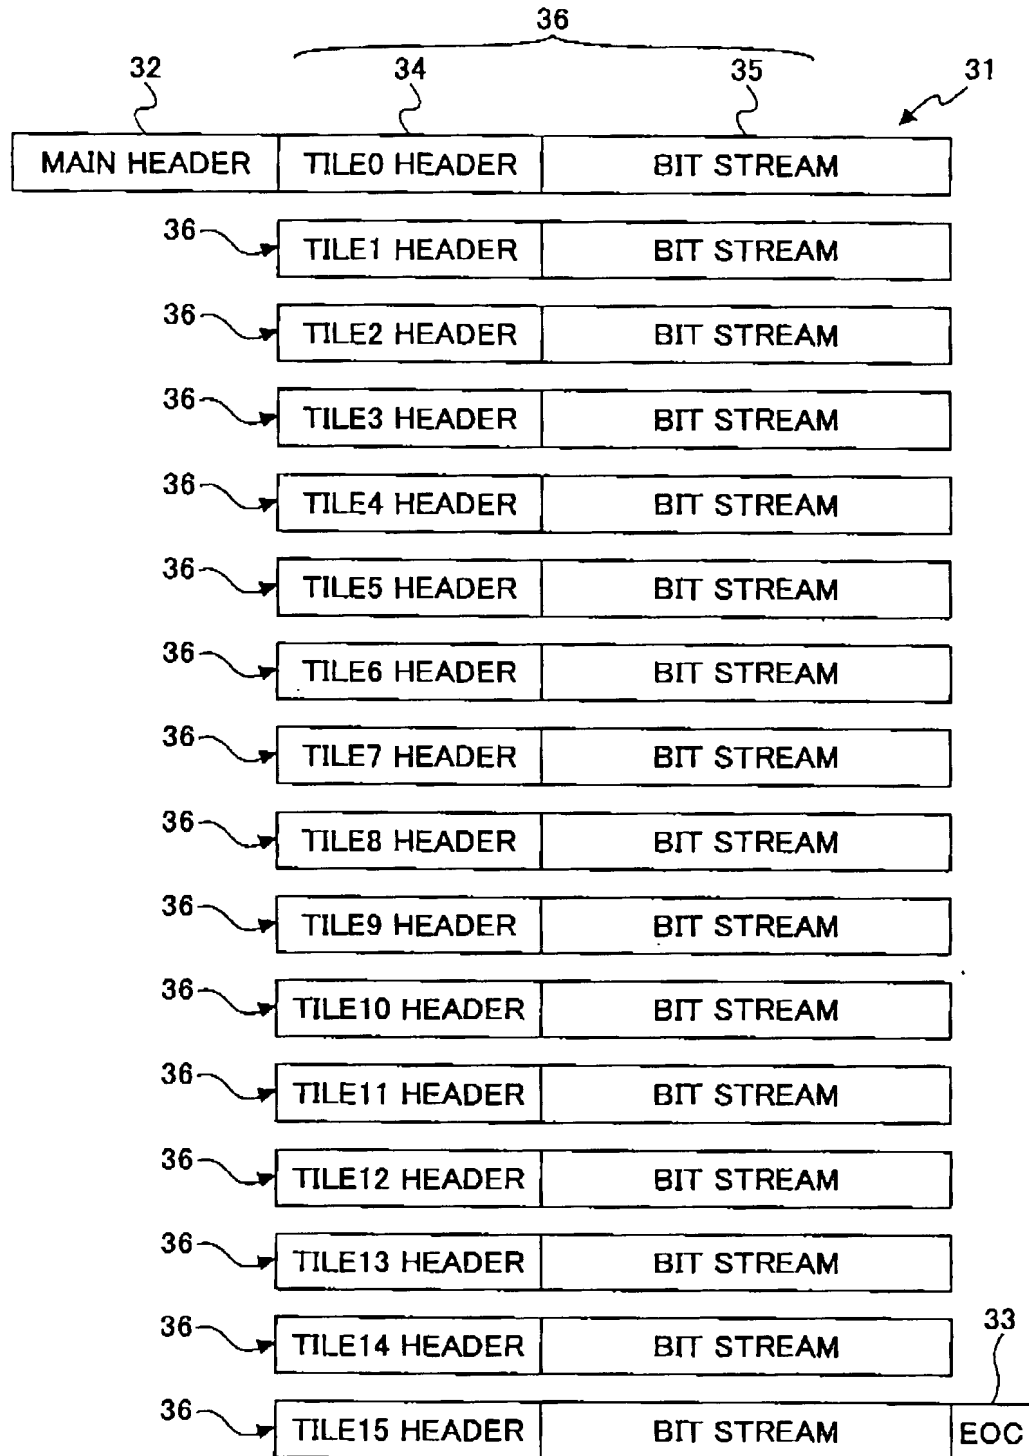 36
32 34 35 31
MAIN HEADER TILE0 HEADER BIT STREAM
36 TILE1 HEADER BIT STREAM
36 TILE2 HEADER BIT STREAM
36 TILE3 HEADER BIT STREAM
36 TILE4 HEADER BIT STREAM
36 TILE5 HEADER BIT STREAM
36 TILE6 HEADER BIT STREAM
36 TILE7 HEADER BIT STREAM
36 TILE8 HEADER BIT STREAM
36 TILE9 HEADER BIT STREAM
36 TILE10 HEADER BIT STREAM
36 TILE11 HEADER BIT STREAM
36 TILE12 HEADER BIT STREAM
36 TILE13 HEADER BIT STREAM
36 TILE14 HEADER BIT STREAM
33
36 TILE15 HEADER BIT STREAM EOC